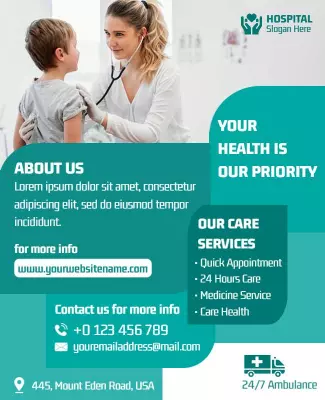 HOSPITAL
Slogan Here
YOUR
HEALTH IS
OUR PRIORITY
ABOUT US
Lorem ipsum dolor sit amet, consectetur
adipiscing elit, sed do eiusmod tempor
incididunt.
for more info
www.yourwebsitename.com
OUR CARE
SERVICES
• Quick Appointment
• 24 Hours Care
• Medicine Service
• Care Health
Contact us for more info
+0 123 456 789
youremailaddress@mail.com
445, Mount Eden Road, USA
24/7 Ambulance